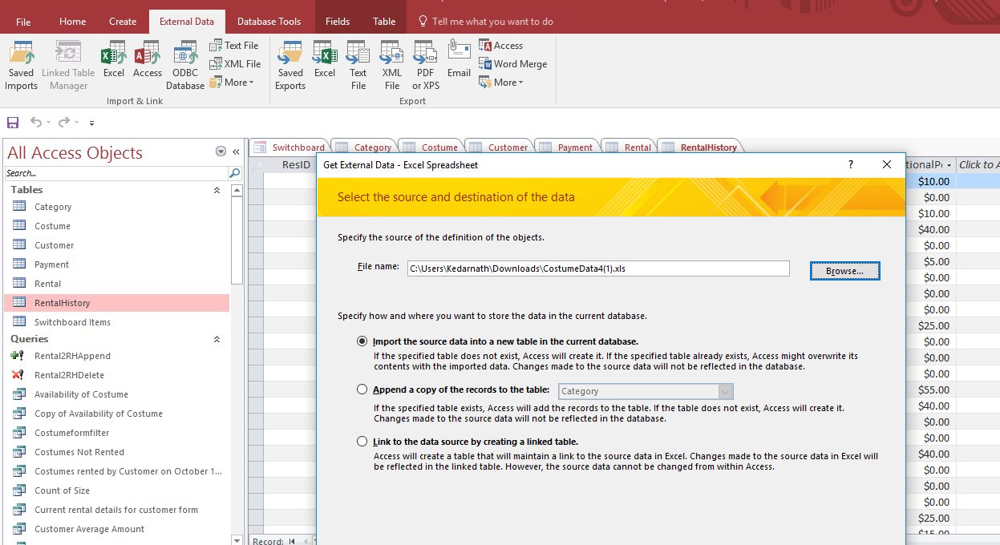 File Home Create External Data Database Tools Fields Table Tell me what you want to do
Saved Imports
Linked Table Manager
Excel
Access
ODBC Database
Text File
XML File
More
Import & Link
Saved Exports
Excel
Text File
XML File
PDF or XPS
Email
Access
Word Merge
More
Export
All Access Objects
Search...
Tables
Category
Costume
Customer
Payment
Rental
RentalHistory
Switchboard Items
Queries
Rental2RHAppend
Rental2RHDelete
Availability of Costume
Copy of Availability of Costume
Costumeformfilter
Costumes Not Rented
Costumes rented by Customer on October 1...
Count of Size
Current rental details for customer form
Customer Average Amount
Switchboard Category Costume Customer Payment Rental RentalHistory
ResID
Get External Data - Excel Spreadsheet
?
Select the source and destination of the data
Specify the source of the definition of the objects.
File name: C:\Users\Kedarnath\Downloads\CostumeData4(1).xls Browse...
Specify how and where you want to store the data in the current database.
Import the source data into a new table in the current database.
If the specified table does not exist, Access will create it. If the specified table already exists, Access might overwrite its
contents with the imported data. Changes made to the source data will not be reflected in the database.
Append a copy of the records to the table: Category
If the specified table exists, Access will add the records to the table. If the table does not exist, Access will create it.
Changes made to the source data will not be reflected in the database.
Link to the data source by creating a linked table.
Access will create a table that will maintain a link to the source data in Excel. Changes made to the source data in Excel will
be reflected in the linked table. However, the source data cannot be changed from within Access.
Click to A
$10.00
$0.00
$10.00
$40.00
$0.00
$5.00
$0.00
$0.00
$0.00
$25.00
$0.00
$0.00
$0.00
$55.00
$40.00
$0.00
$0.00
$40.00
$0.00
$0.00
$0.00
$25.00
$15.00
Record: